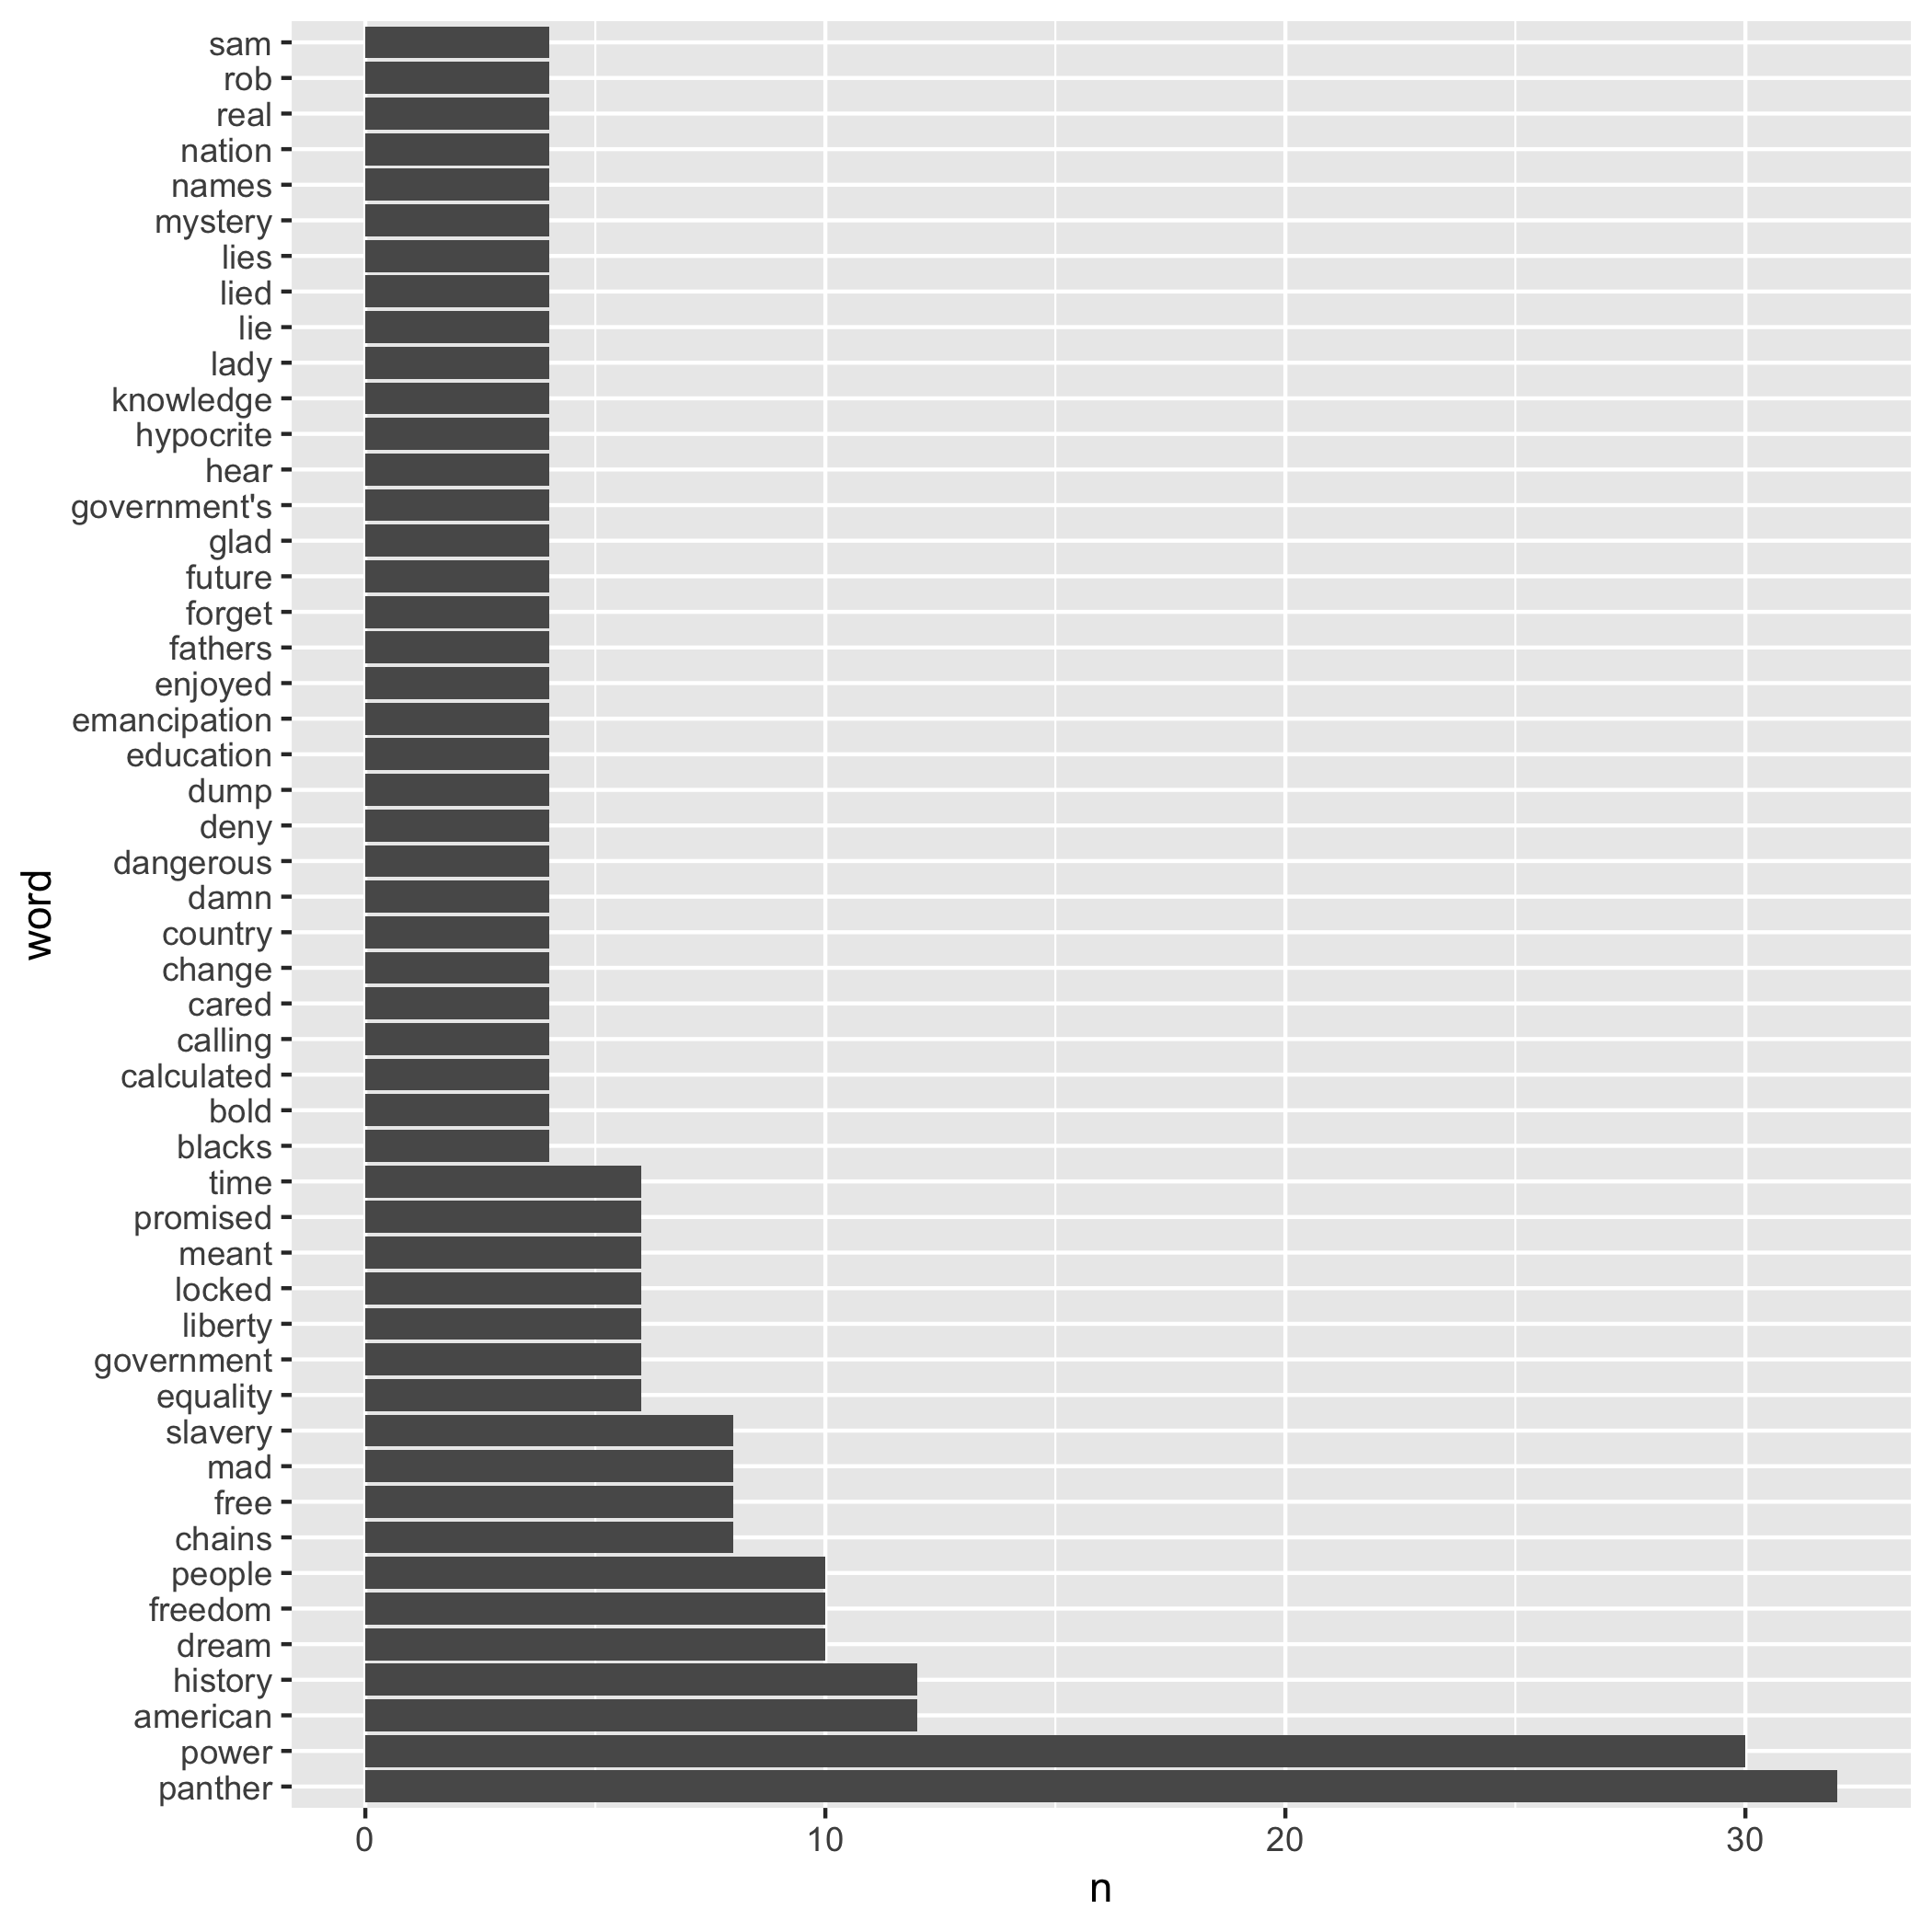 sam
rob
real
nation
names
mystery
lies
lied
lie
lady
knowledge
hypocrite
hear
government's
glad
future
forget
fathers
enjoyed
emancipation
education
dump
deny
dangerous
damn
country
change
cared
calling
calculated
bold
blacks
time
promised
meant
locked
liberty
government
equality
slavery
mad
free
chains
people
freedom
dream
history
american
power
panther
word
0 10 20 30
n